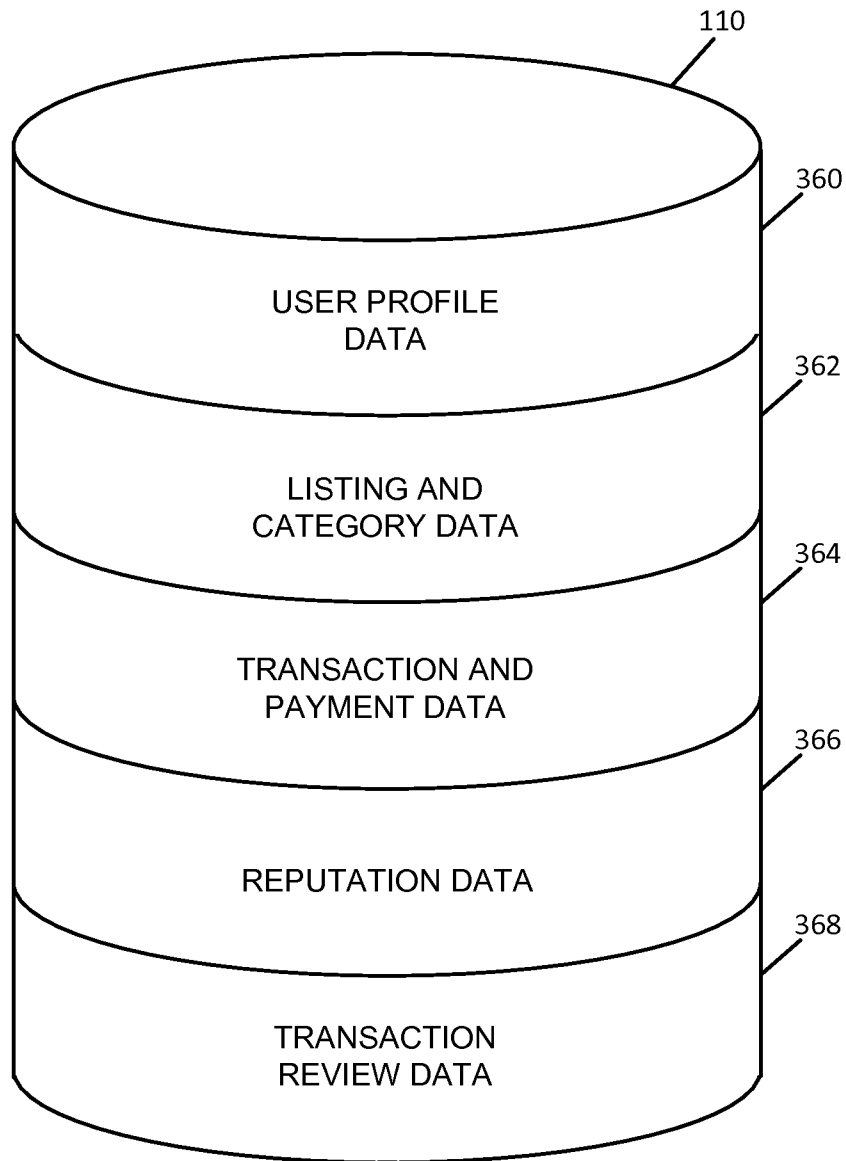 110
360
USER PROFILE
DATA
362
LISTING AND
CATEGORY DATA
364
TRANSACTION AND
PAYMENT DATA
366
REPUTATION DATA
368
TRANSACTION
REVIEW DATA